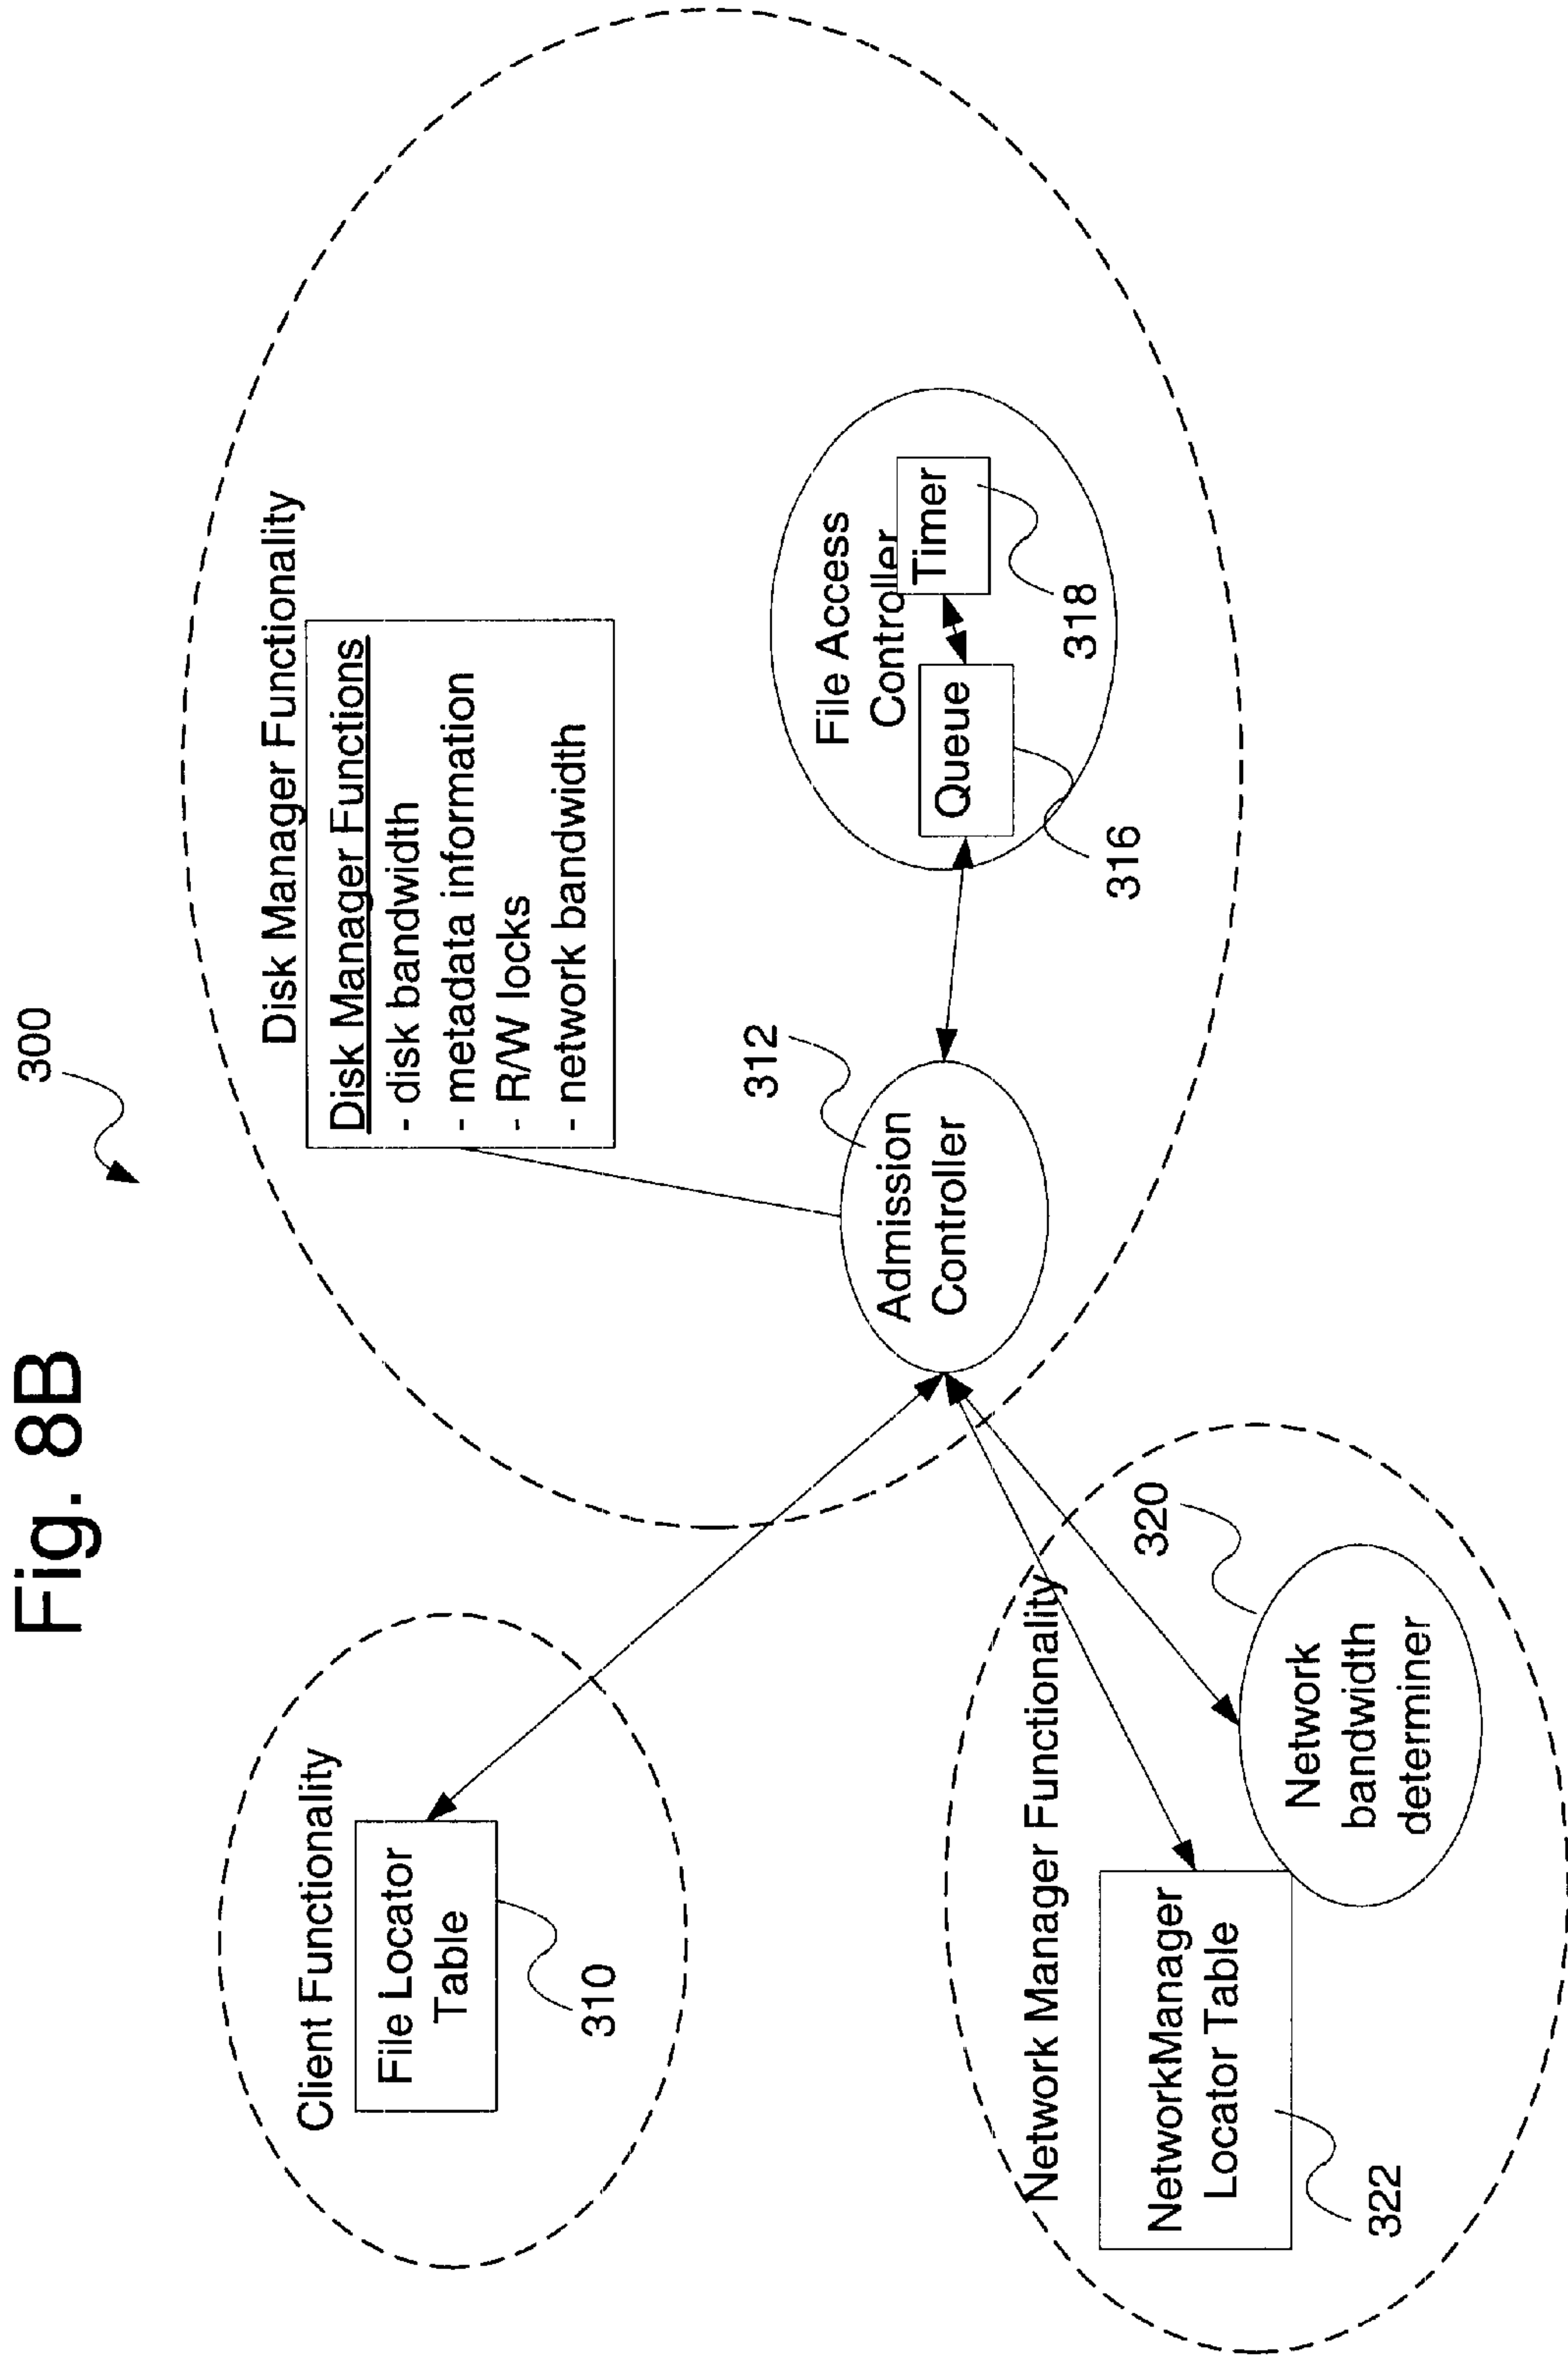 Fig. 8B
300
Client Functionality
File Locator
Table
310
Disk Manager Functionality
Disk Manager Functions
- disk bandwidth
- metadata information
- R/W locks
- network bandwidth
312
Admission
Controller
File Access
Controller
Queue
Timer
316
318
Network Manager Functionality
NetworkManager
Locator Table
322
320
Network
bandwidth
determiner